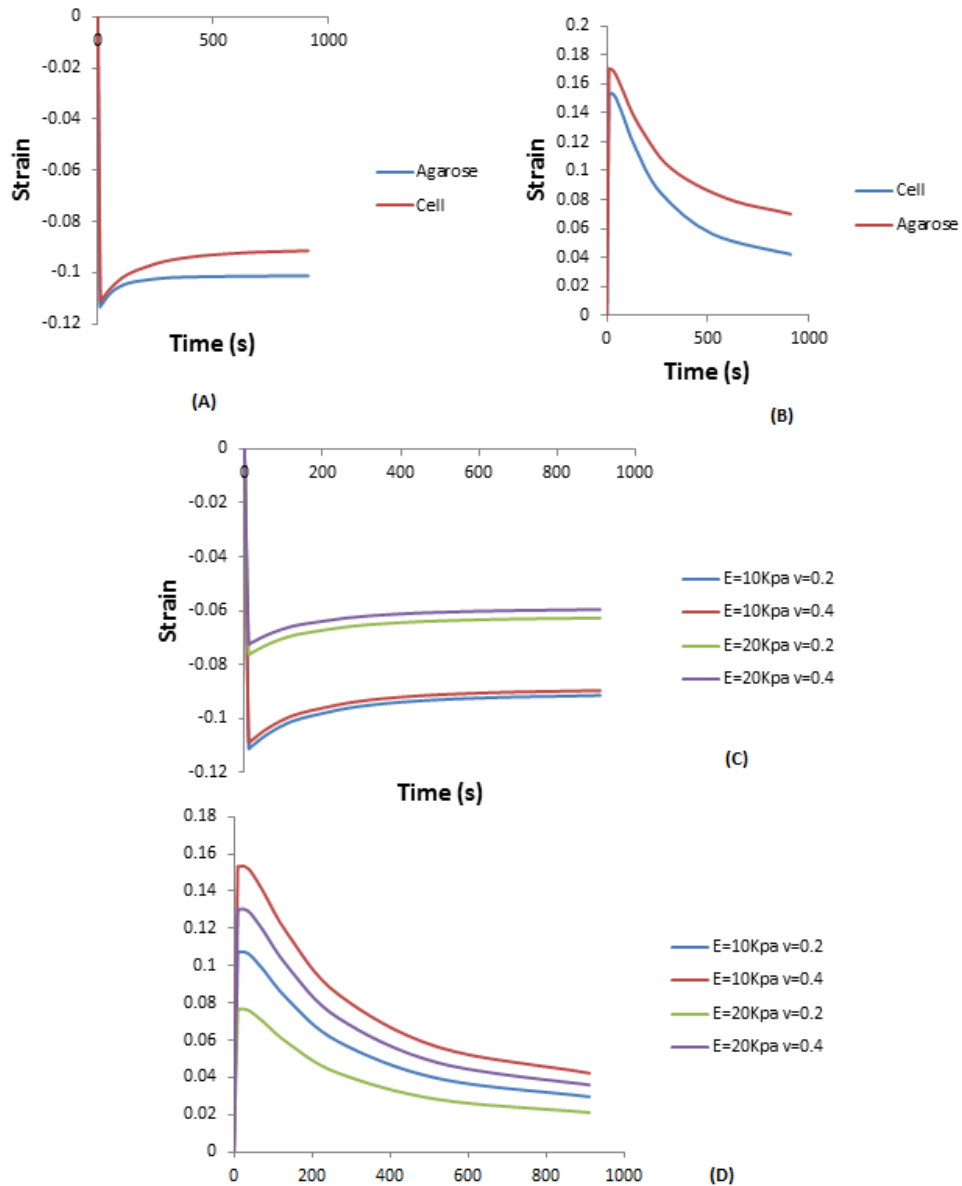 0
0
500
1000
-0.02
-0.04
-0.06
-0.08
-0.1
-0.12
Strain
Agarose
Cell
Time (s)
(A)
0.2
0.18
0.16
0.14
0.12
0.1
0.08
0.06
0.04
0.02
0
0
500
1000
Strain
Cell
Agarose
Time (s)
(B)
0
0
200
400
600
800
1000
-0.02
-0.04
-0.06
-0.08
-0.1
-0.12
Strain
E=10Kpa v=0.2
E=10Kpa v=0.4
E=20Kpa v=0.2
E=20Kpa v=0.4
(C)
Time (s)
0.18
0.16
0.14
0.12
0.1
0.08
0.06
0.04
0.02
0
0
200
400
600
800
1000
E=10Kpa v=0.2
E=10Kpa v=0.4
E=20Kpa v=0.2
E=20Kpa v=0.4
(D)